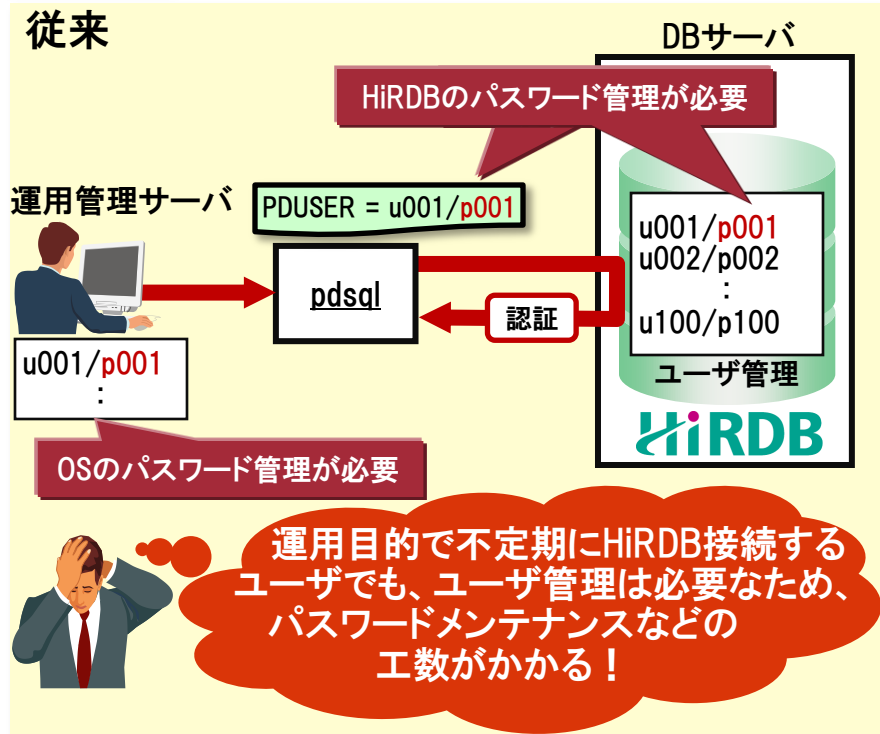 従来
DBサーバ
HiRDBのパスワード管理が必要
運用管理サーバ
PDUSER = u001/p001
u001/p001
u002/p002
:
u100/p100
pdsql
認証
ユーザ管理
HiRDB
u001/p001
:
OSのパスワード管理が必要
運用目的で不定期にHiRDB接続する
ユーザでも、ユーザ管理は必要なため、
パスワードメンテナンスなどの
工数がかかる！